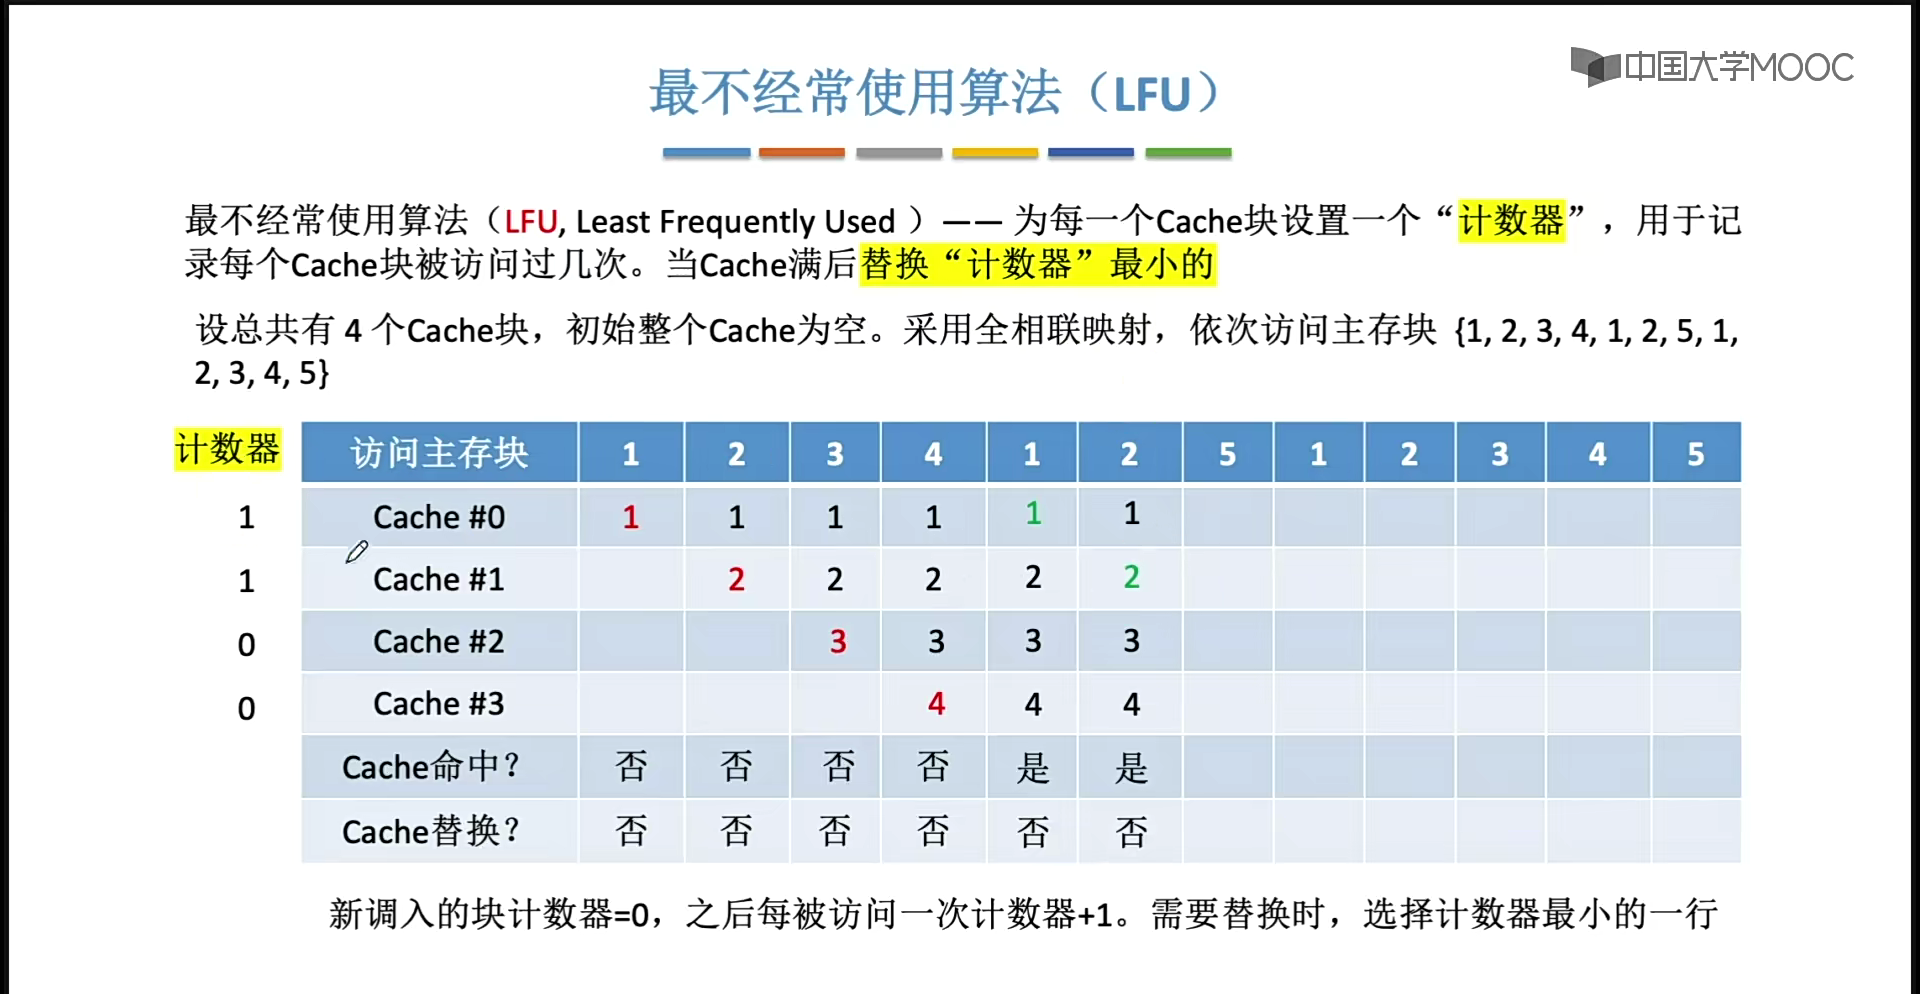 中国大学MOOC
最不经常使用算法（LFU）
最不经常使用算法（LFU, Least Frequently Used ）—— 为每一个Cache块设置一个“计数器”，用于记
录每个Cache块被访问过几次。当Cache满后替换“计数器”最小的
设总共有 4 个Cache块，初始整个Cache为空。采用全相联映射，依次访问主存块 {1, 2, 3, 4, 1, 2, 5, 1,
2, 3, 4, 5}
计数器 访问主存块 1 2 3 4 1 2 5 1 2 3 4 5
1 Cache #0 1 1 1 1 1 1
1 Cache #1 2 2 2 2 2
0 Cache #2 3 3 3 3
0 Cache #3 4 4 4
Cache命中？ 否 否 否 否 是 是
Cache替换？ 否 否 否 否 否 否
新调入的块计数器=0，之后每被访问一次计数器+1。需要替换时，选择计数器最小的一行